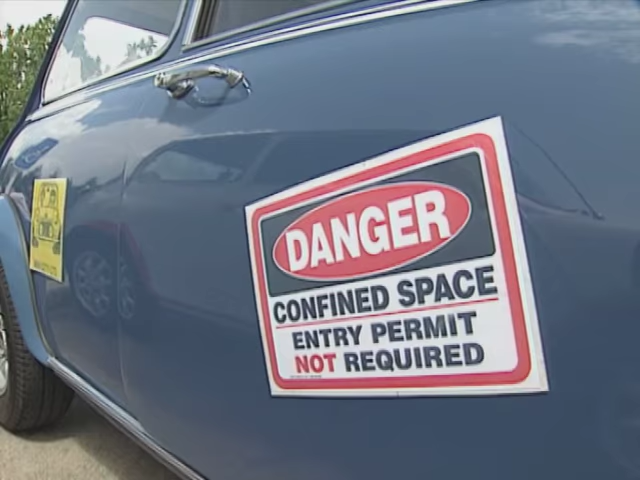 DANGER
CONFINED SPACE
ENTRY PERMIT
NOT REQUIRED